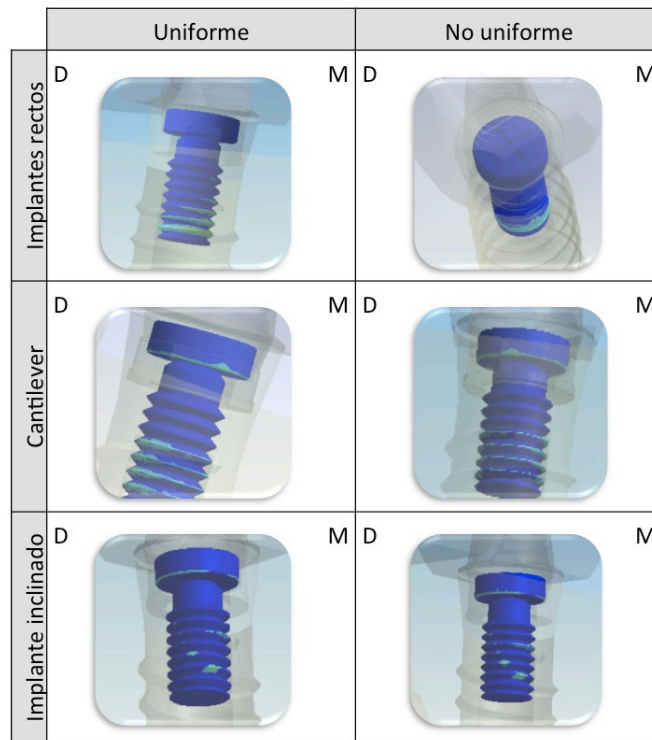 Uniforme
No uniforme
Implantes rectos
D
M
D
M
Cantilever
D
M
D
M
Implante inclinado
D
M
D
M